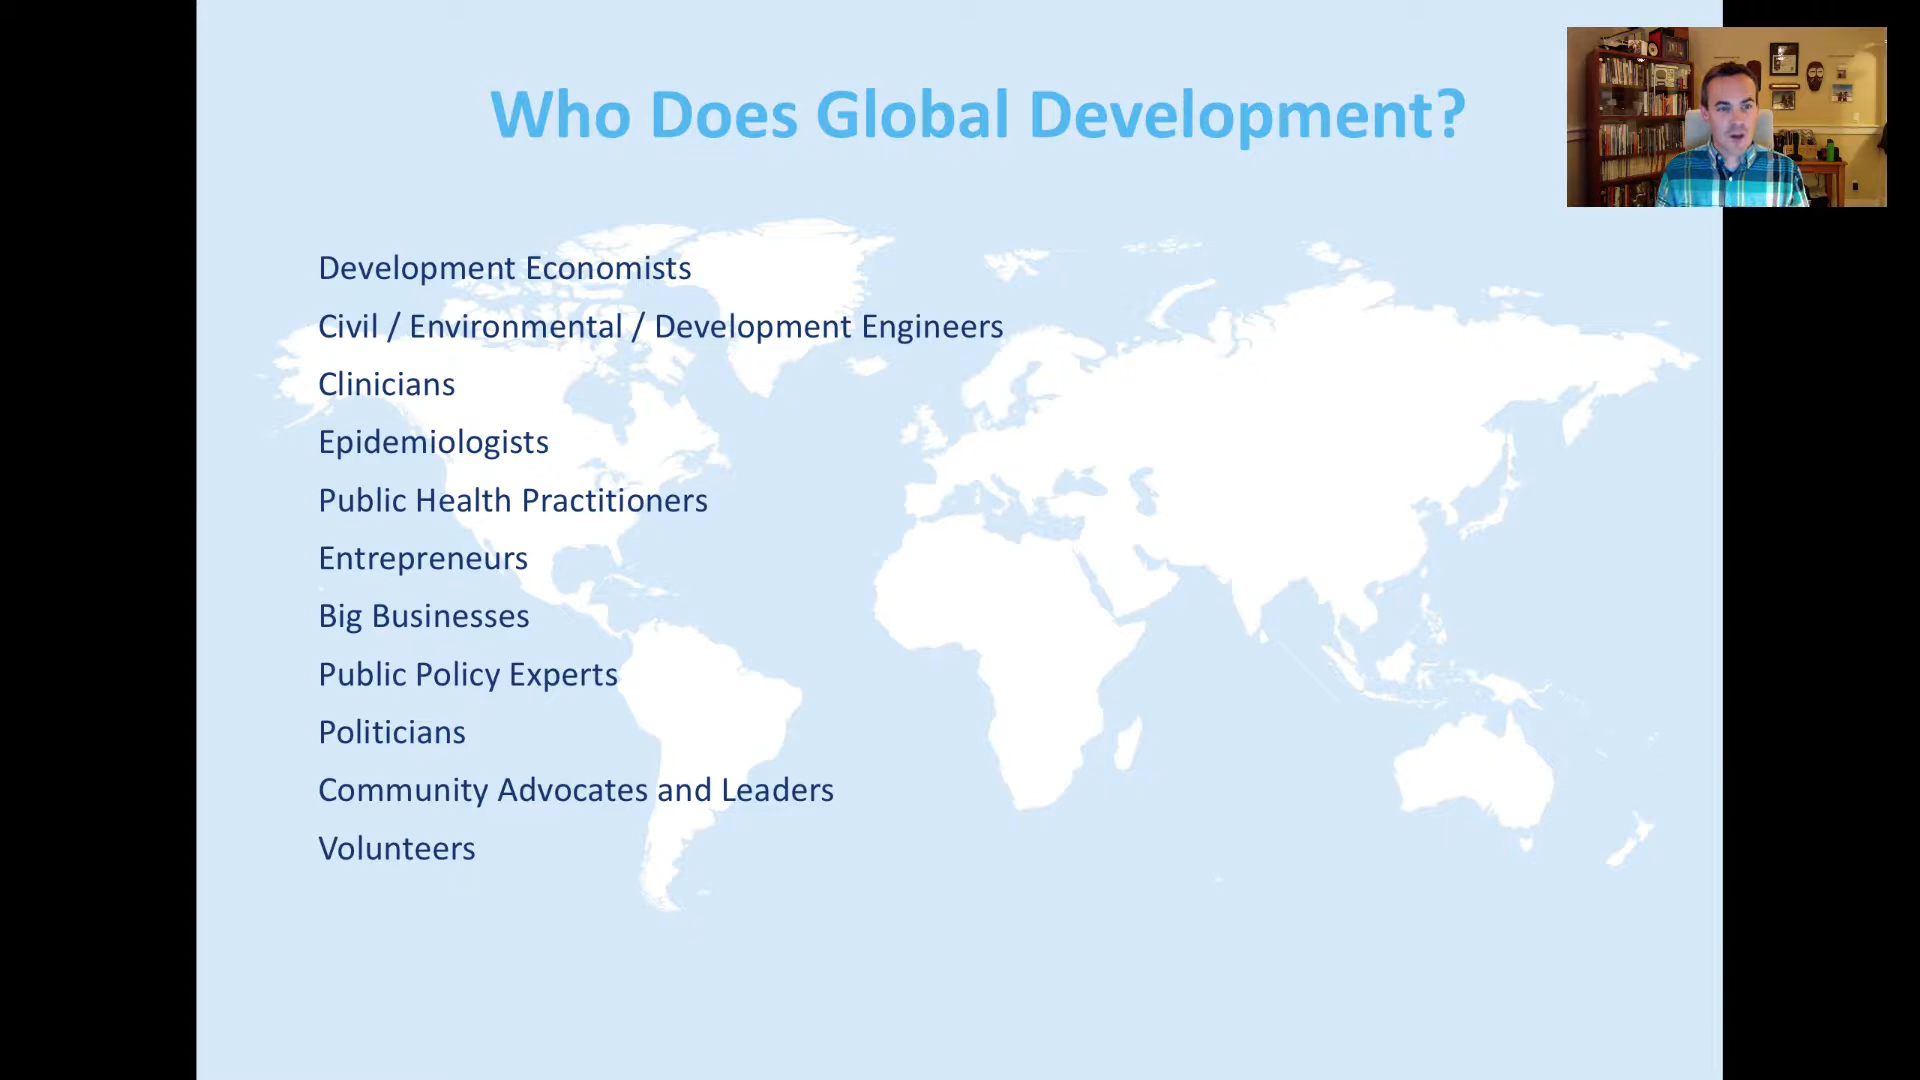 Who Does Global Development?
Development Economists
Civil / Environmental / Development Engineers
Clinicians
Epidemiologists
Public Health Practitioners
Entrepreneurs
Big Businesses
Public Policy Experts
Politicians
Community Advocates and Leaders
Volunteers